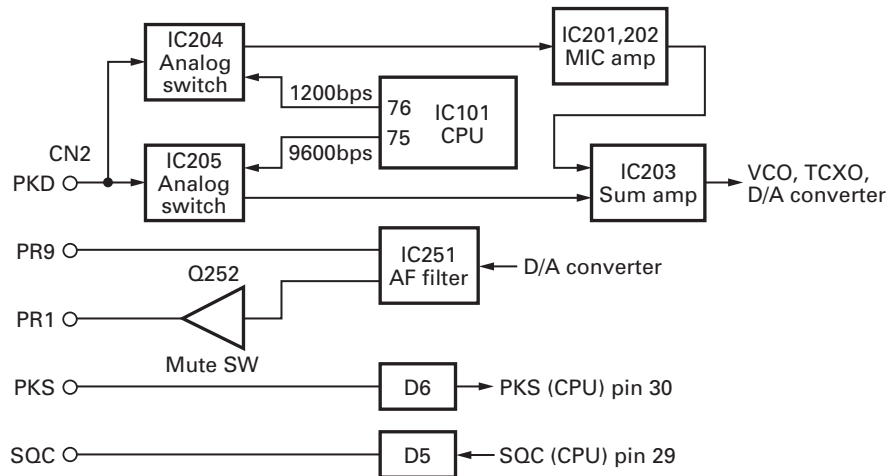 IC204
Analog
switch
IC201,202
MIC amp
1200bps
76
75
IC101
CPU
9600bps
CN2
PKD
IC205
Analog
switch
IC203
Sum amp
VCO, TCXO,
D/A converter
PR9
IC251
AF filter
D/A converter
Q252
PR1
Mute SW
PKS
D6
PKS (CPU) pin 30
SQC
D5
SQC (CPU) pin 29